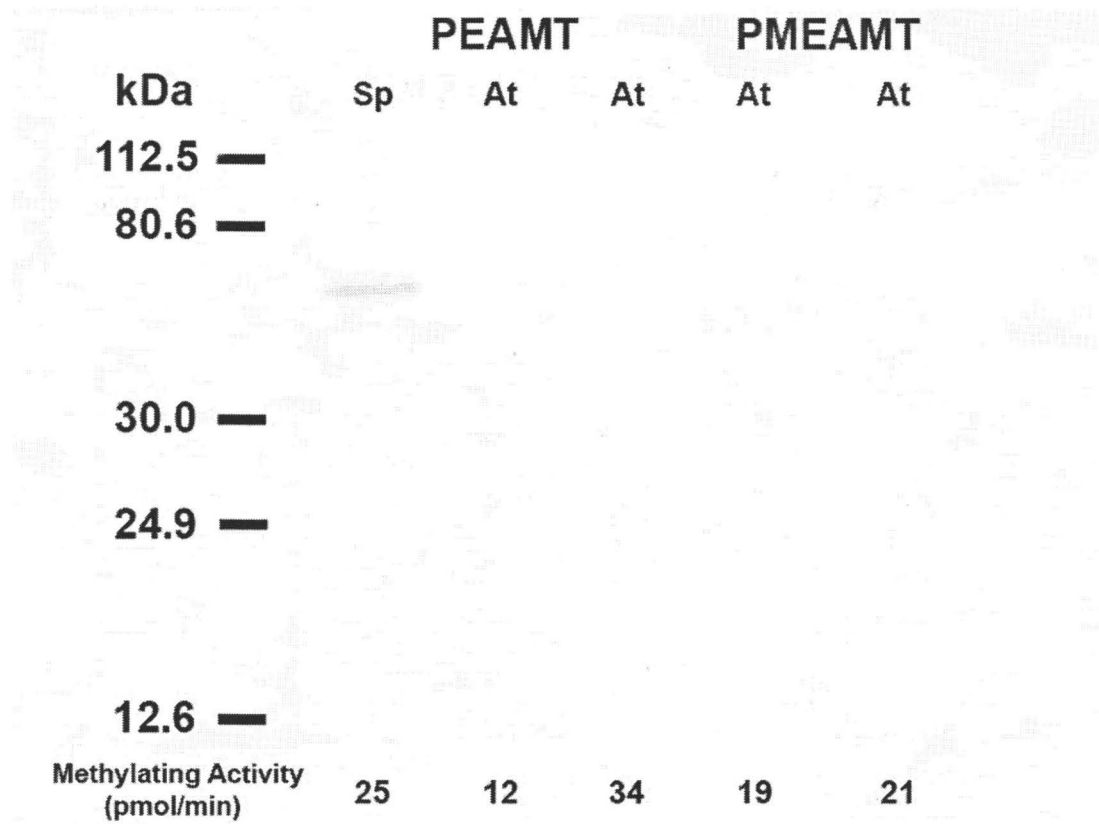 PEAMT PMEAMT
kDa Sp At At At At
112.5
80.6
30.0
24.9
12.6
Methylating Activity
(pmol/min) 25 12 34 19 21